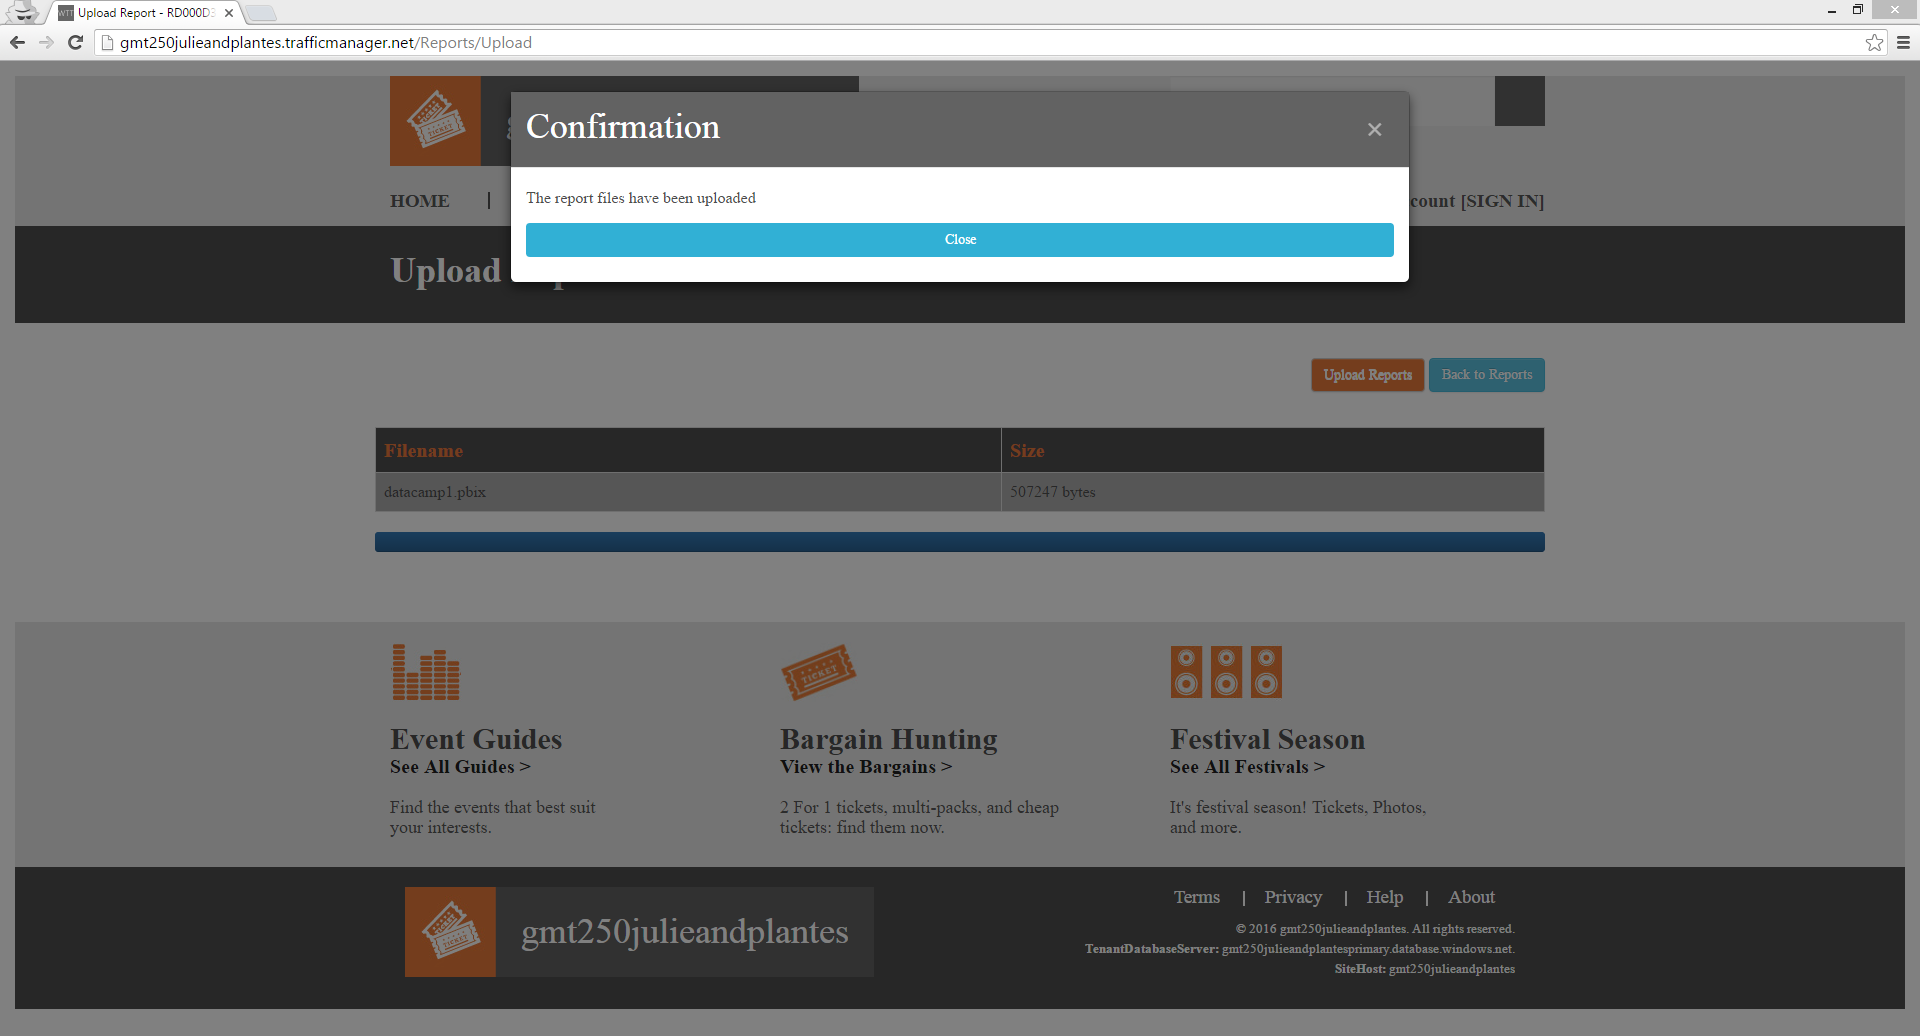 WTT Upload Report - RD000D3
gmt250julieandplantes.trafficmanager.net/Reports/Upload
Confirmation
HOME |
count [SIGN IN]
The report files have been uploaded
Close
Upload
Upload Reports Back to Reports
Filename Size
datacamp1.pbix 507247 bytes
TICKET
Event Guides
See All Guides >
Find the events that best suit
your interests.
Bargain Hunting
View the Bargains >
2 For 1 tickets, multi-packs, and cheap
tickets: find them now.
Festival Season
See All Festivals >
It's festival season! Tickets, Photos,
and more.
TICKET
gmt250julieandplantes
Terms | Privacy | Help | About
© 2016 gmt250julieandplantes. All rights reserved.
TenantDatabaseServer: gmt250julieandplantesprimary.database.windows.net.
SiteHost: gmt250julieandplantes